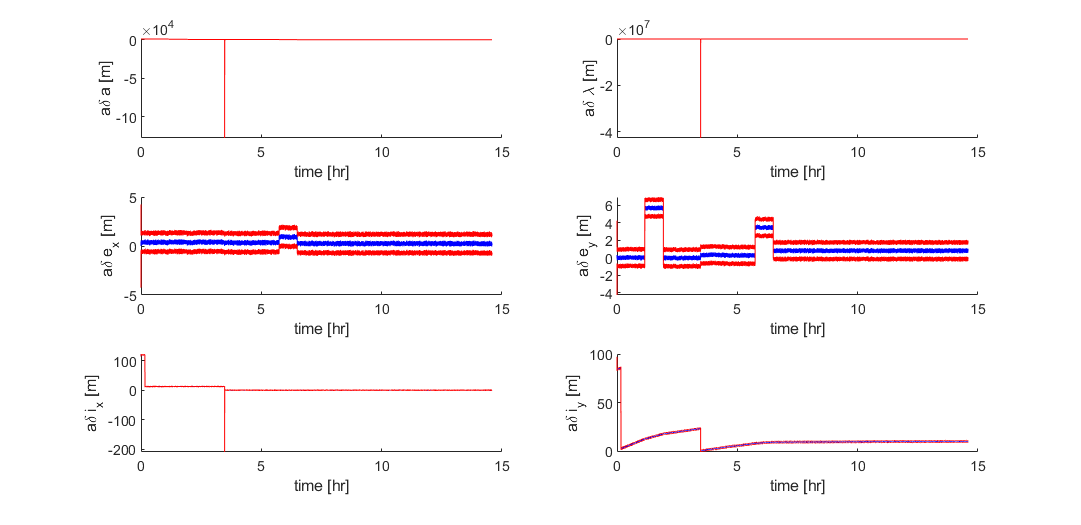 ×10^4
aδ a [m]
0
-5
-10
0 5 10 15
time [hr]
×10^7
aδ λ [m]
0
-2
-4
0 5 10 15
time [hr]
aδ e_x [m]
5
0
-5
0 5 10 15
time [hr]
aδ e_y [m]
6
4
2
0
-2
-4
0 5 10 15
time [hr]
aδ i_x [m]
100
0
-100
-200
0 5 10 15
time [hr]
aδ i_y [m]
100
50
0
0 5 10 15
time [hr]